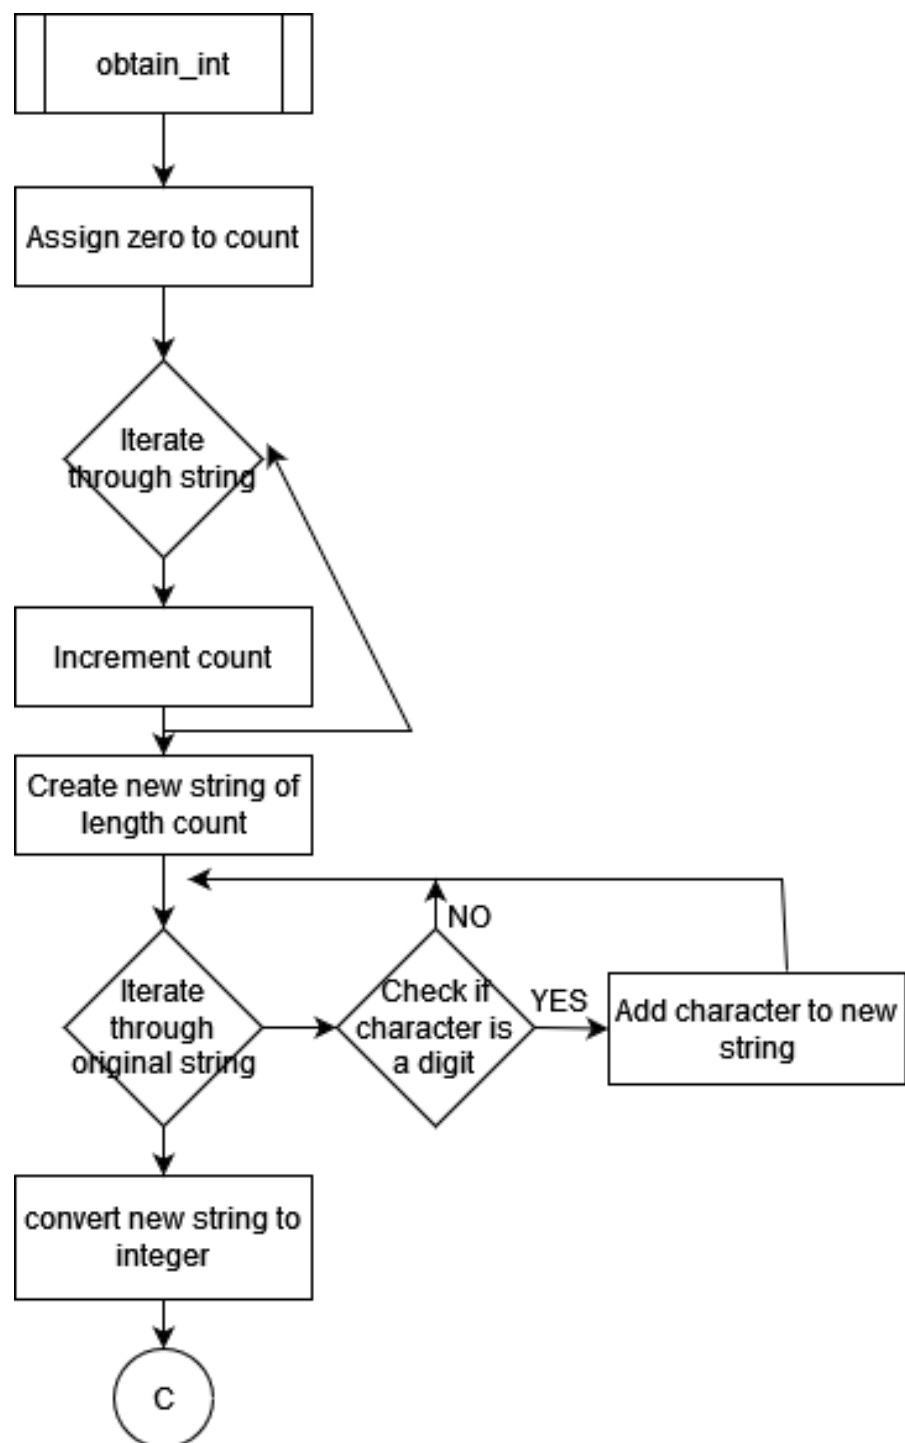 obtain_int
Assign zero to count
Iterate
through string
Increment count
Create new string of
length count
NO
Iterate
through
original string
Check if
character is
a digit
YES
Add character to new
string
convert new string to
integer
C